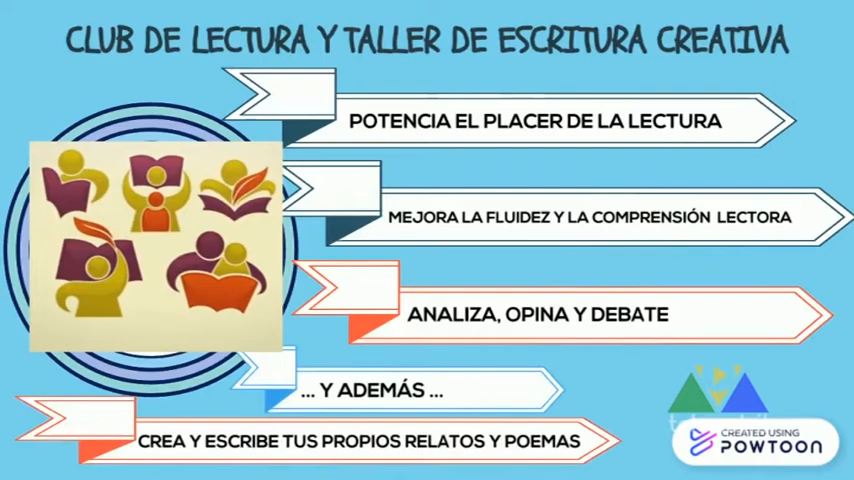 CLUB DE LECTURA Y TALLER DE ESCRITURA CREATIVA
POTENCIA EL PLACER DE LA LECTURA
MEJORA LA FLUIDEZ Y LA COMPRENSIÓN LECTORA
ANALIZA, OPINA Y DEBATE
... Y ADEMÁS ...
CREA Y ESCRIBE TUS PROPIOS RELATOS Y POEMAS
CREATED USING
POWTOON